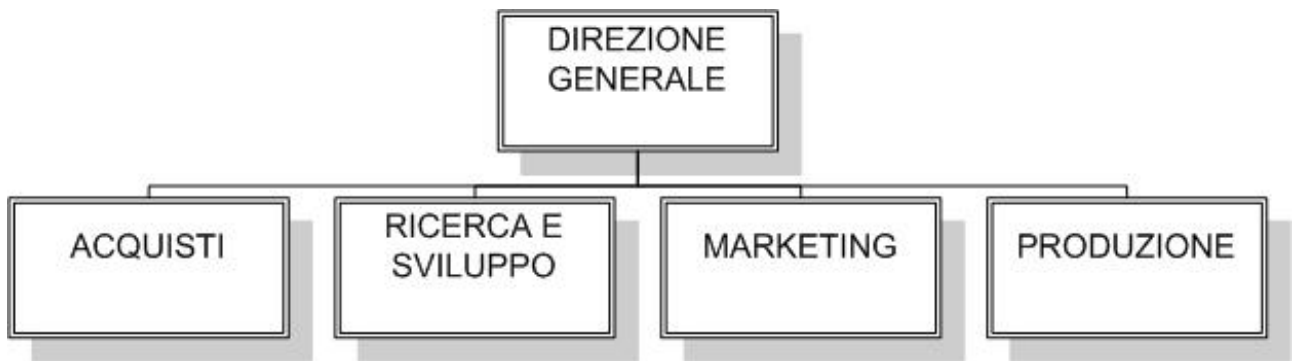 DIREZIONE
GENERALE
ACQUISTI
RICERCA E
SVILUPPO
MARKETING
PRODUZIONE